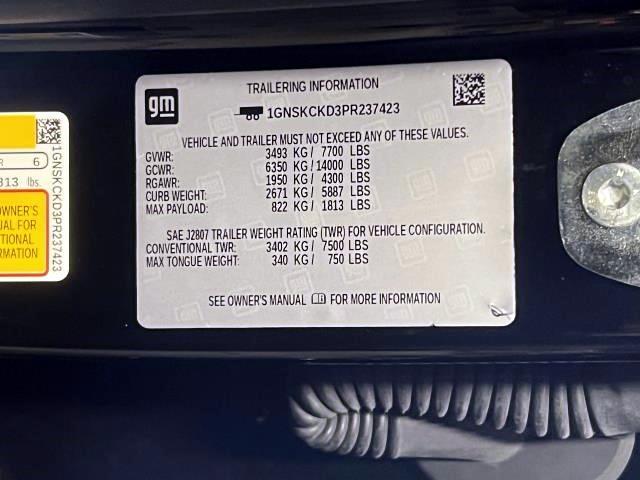 gm
TRAILERING INFORMATION
1GNSKCKD3PR237423
VEHICLE AND TRAILER MUST NOT EXCEED ANY OF THESE VALUES.
GVWR: 3493 KG / 7700 LBS
GCWR: 6350 KG / 14000 LBS
RGAWR: 1950 KG / 4300 LBS
CURB WEIGHT: 2671 KG / 5887 LBS
MAX PAYLOAD: 822 KG / 1813 LBS
SAE J2807 TRAILER WEIGHT RATING (TWR) FOR VEHICLE CONFIGURATION.
CONVENTIONAL TWR: 3402 KG / 7500 LBS
MAX TONGUE WEIGHT: 340 KG / 750 LBS
SEE OWNER'S MANUAL FOR MORE INFORMATION
R 6
813 lbs.
OWNER'S
UAL FOR
TIONAL
RMATION
1GNSKCKD3PR237423